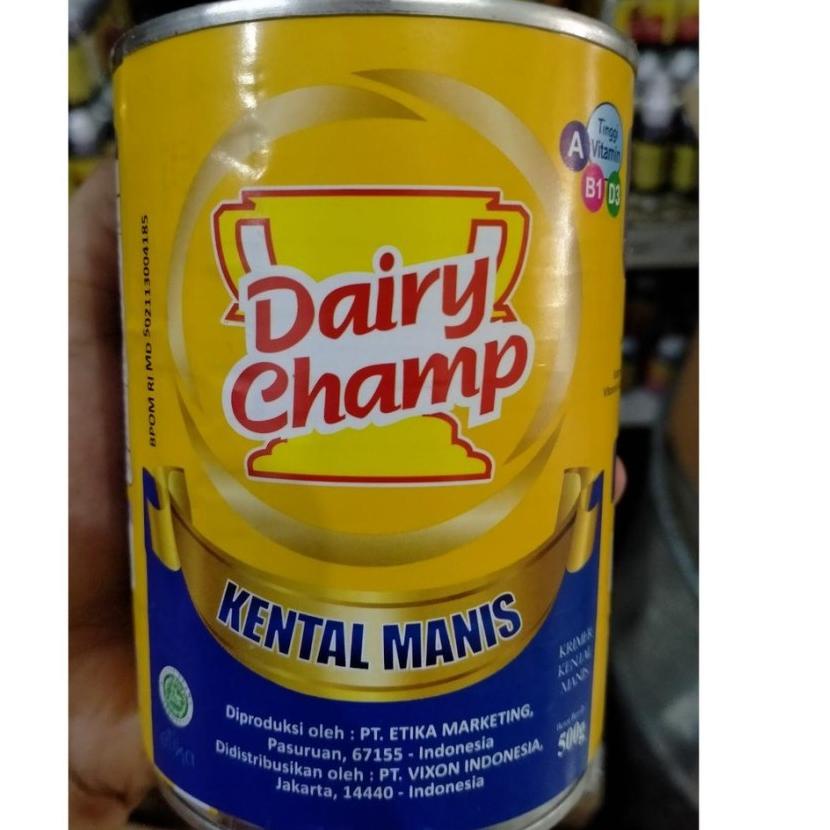 Tinggi
Vitamin
A
B1
D3
BPOM RI MD 502113004185
Dairy
Champ
KENTAL MANIS
KRIMER
KENTAL
MANIS
500g
Diproduksi oleh : PT. ETIKA MARKETING,
Pasuruan, 67155 - Indonesia
Didistribusikan oleh : PT. VIXON INDONESIA,
Jakarta, 14440 - Indonesia